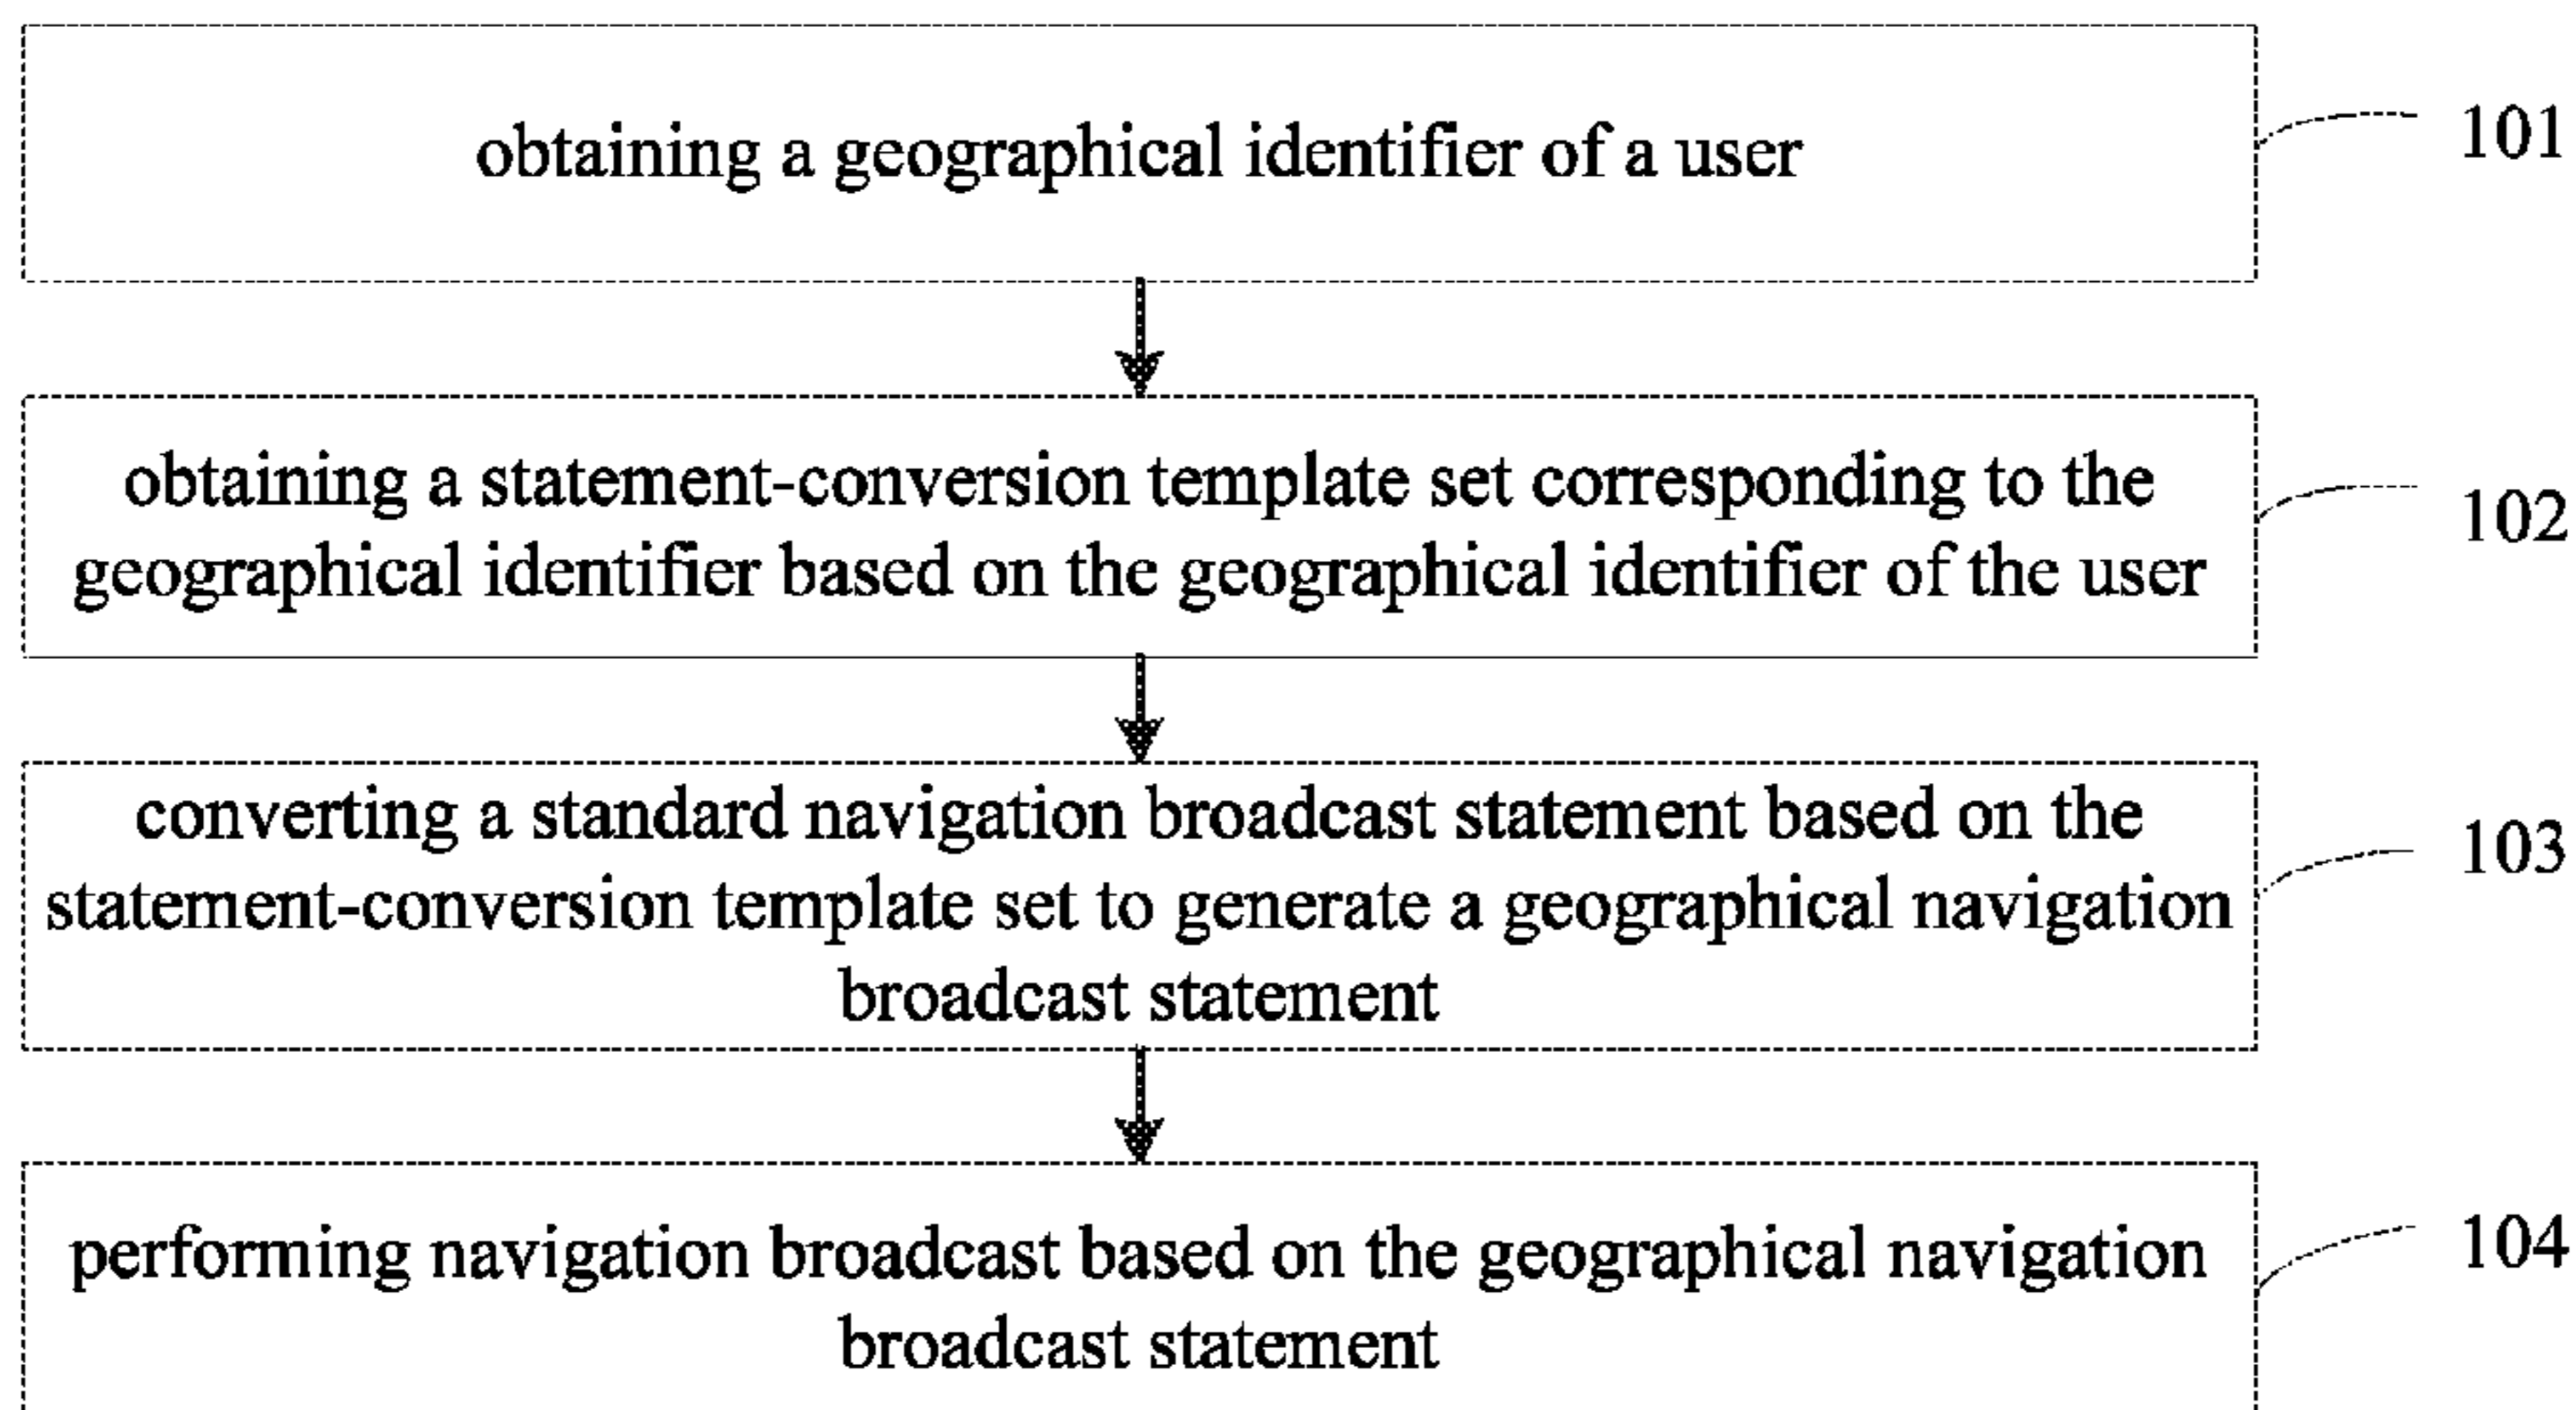 obtaining a geographical identifier of a user
101
obtaining a statement-conversion template set corresponding to the
geographical identifier based on the geographical identifier of the user
102
converting a standard navigation broadcast statement based on the
statement-conversion template set to generate a geographical navigation
broadcast statement
103
performing navigation broadcast based on the geographical navigation
broadcast statement
104